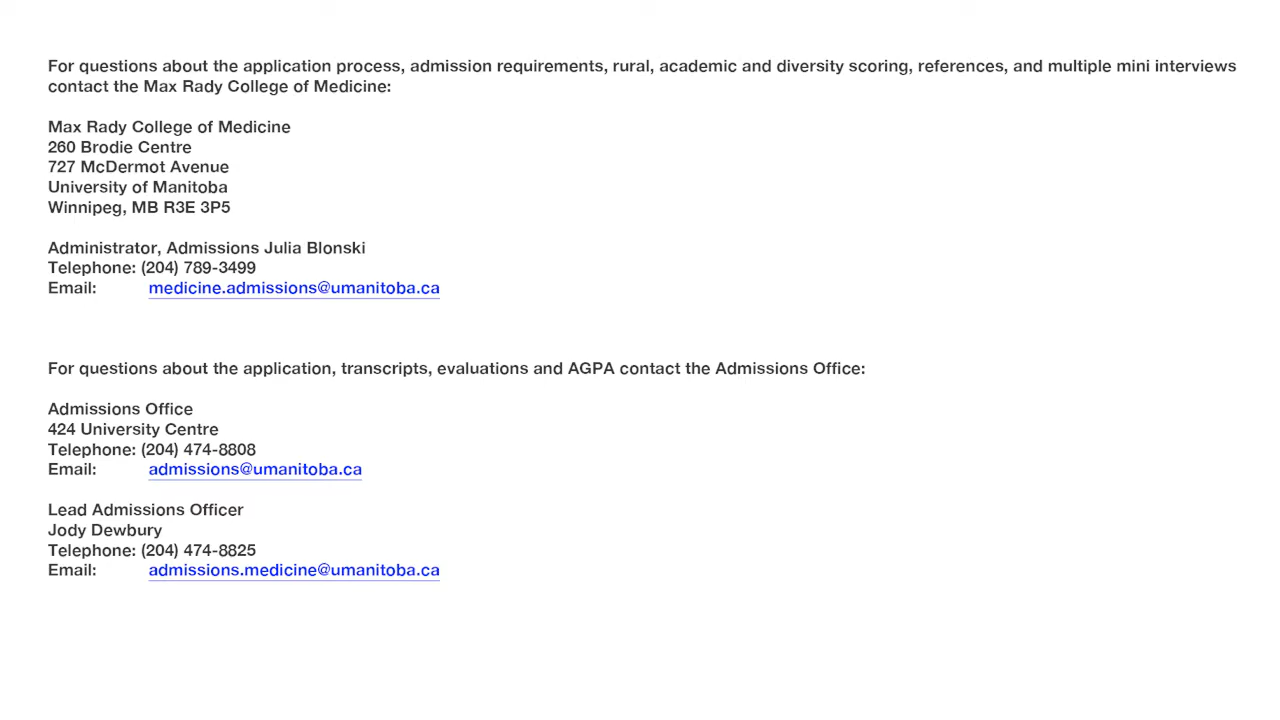 For questions about the application process, admission requirements, rural, academic and diversity scoring, references, and multiple mini interviews
contact the Max Rady College of Medicine:
Max Rady College of Medicine
260 Brodie Centre
727 McDermot Avenue
University of Manitoba
Winnipeg, MB R3E 3P5
Administrator, Admissions Julia Blonski
Telephone: (204) 789-3499
Email: medicine.admissions@umanitoba.ca
For questions about the application, transcripts, evaluations and AGPA contact the Admissions Office:
Admissions Office
424 University Centre
Telephone: (204) 474-8808
Email: admissions@umanitoba.ca
Lead Admissions Officer
Jody Dewbury
Telephone: (204) 474-8825
Email: admissions.medicine@umanitoba.ca